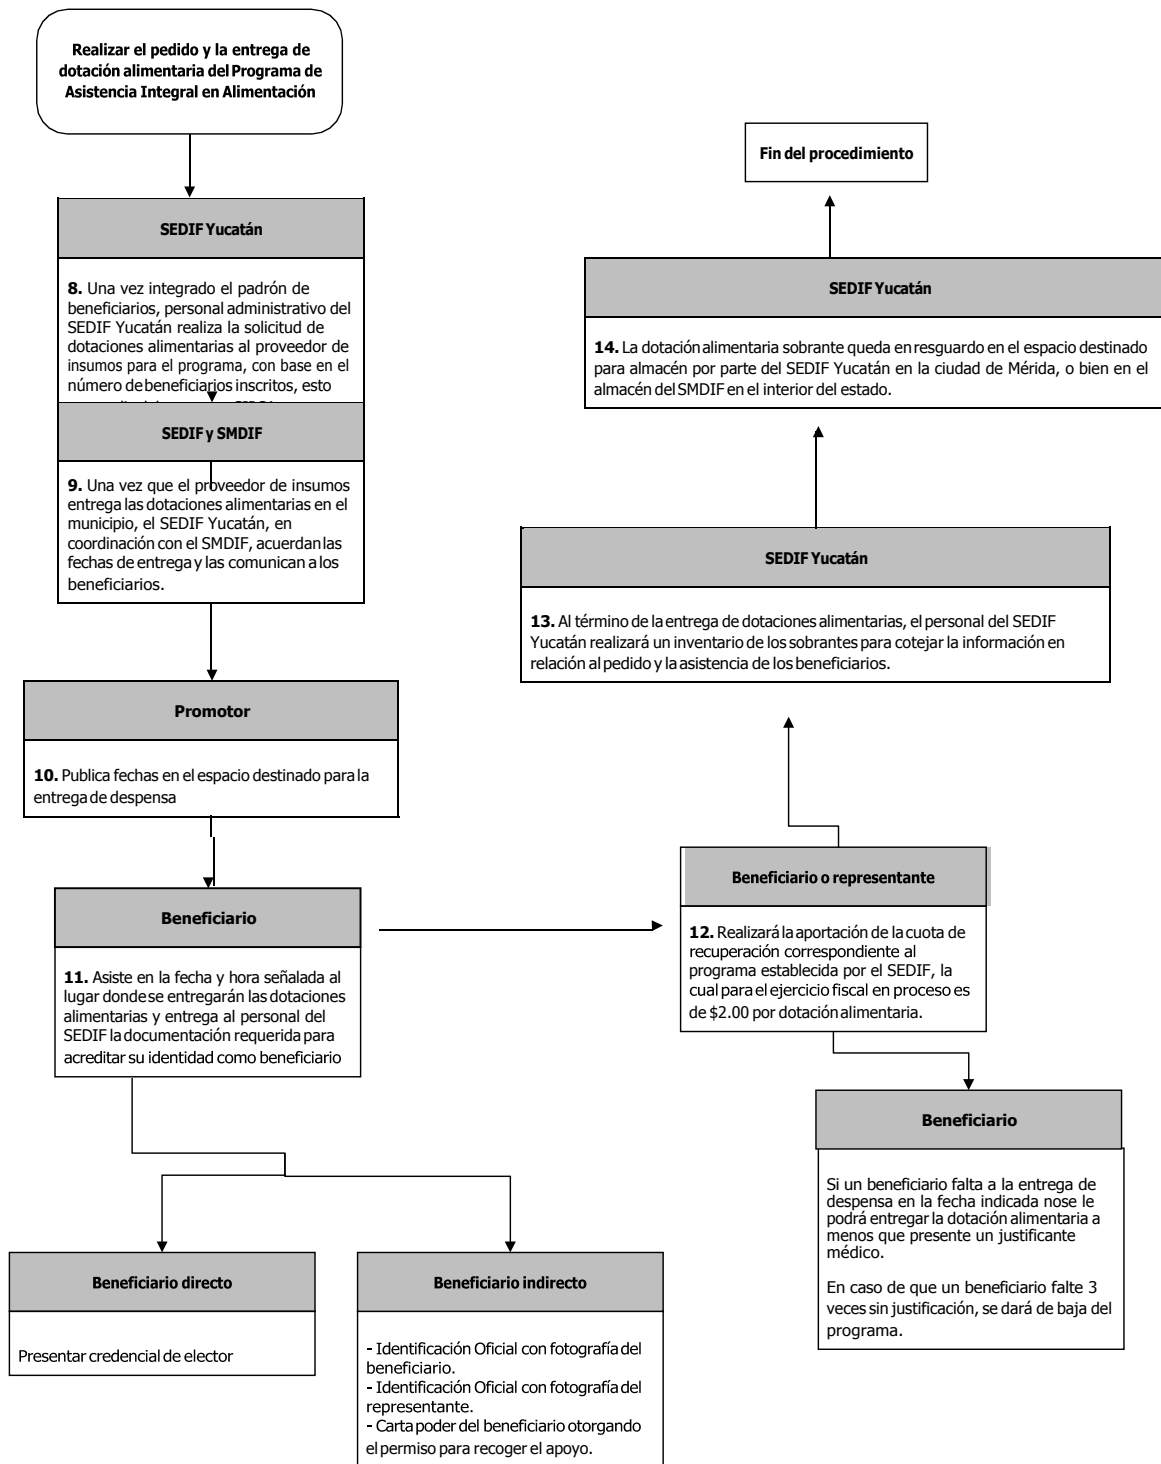 Realizar el pedido y la entrega de
dotación alimentaria del Programa de
Asistencia Integral en Alimentación
SEDIF Yucatán
8. Una vez integrado el padrón de
beneficiarios, personal administrativo del
SEDIF Yucatán realiza la solicitud de
dotaciones alimentarias al proveedor de
insumos para el programa, con base en el
número de beneficiarios inscritos, esto
SEDIF y SMDIF
9. Una vez que el proveedor de insumos
entrega las dotaciones alimentarias en el
municipio, el SEDIF Yucatán, en
coordinación con el SMDIF, acuerdan las
fechas de entrega y las comunican a los
beneficiarios.
Promotor
10. Publica fechas en el espacio destinado para la
entrega de despensa
Beneficiario
11. Asiste en la fecha y hora señalada al
lugar donde se entregarán las dotaciones
alimentarias y entrega al personal del
SEDIF la documentación requerida para
acreditar su identidad como beneficiario
Beneficiario directo
Presentar credencial de elector
Beneficiario indirecto
- Identificación Oficial con fotografía del
beneficiario.
- Identificación Oficial con fotografía del
representante.
- Carta poder del beneficiario otorgando
el permiso para recoger el apoyo.
Beneficiario o representante
12. Realizará la aportación de la cuota de
recuperación correspondiente al
programa establecida por el SEDIF, la
cual para el ejercicio fiscal en proceso es
de $2.00 por dotación alimentaria.
Beneficiario
Si un beneficiario falta a la entrega de
despensa en la fecha indicada nose le
podrá entregar la dotación alimentaria a
menos que presente un justificante
médico.
En caso de que un beneficiario falte 3
veces sin justificación, se dará de baja del
programa.
SEDIF Yucatán
13. Al término de la entrega de dotaciones alimentarias, el personal del SEDIF
Yucatán realizará un inventario de los sobrantes para cotejar la información en
relación al pedido y la asistencia de los beneficiarios.
SEDIF Yucatán
14. La dotación alimentaria sobrante queda en resguardo en el espacio destinado
para almacén por parte del SEDIF Yucatán en la ciudad de Mérida, o bien en el
almacén del SMDIF en el interior del estado.
Fin del procedimiento